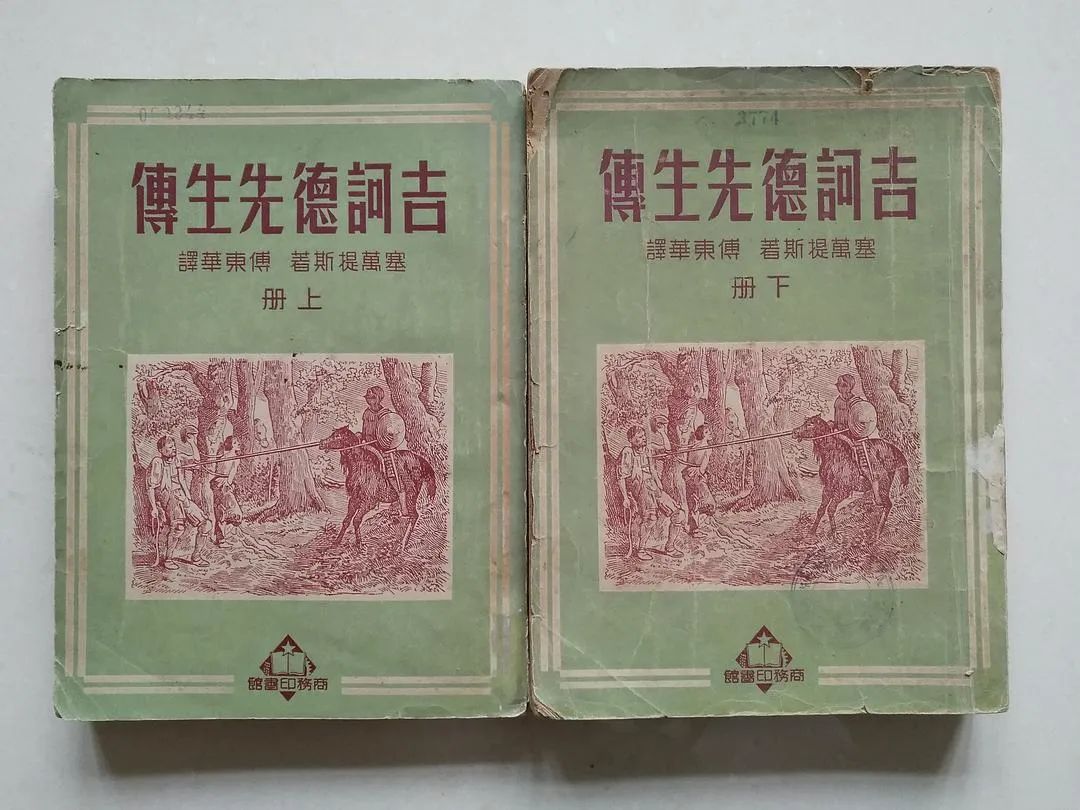 吉訶德先生傳
塞萬提斯著 傅東華譯
上册
商務印書館
吉訶德先生傳
塞萬提斯著 傅東華譯
下册
商務印書館